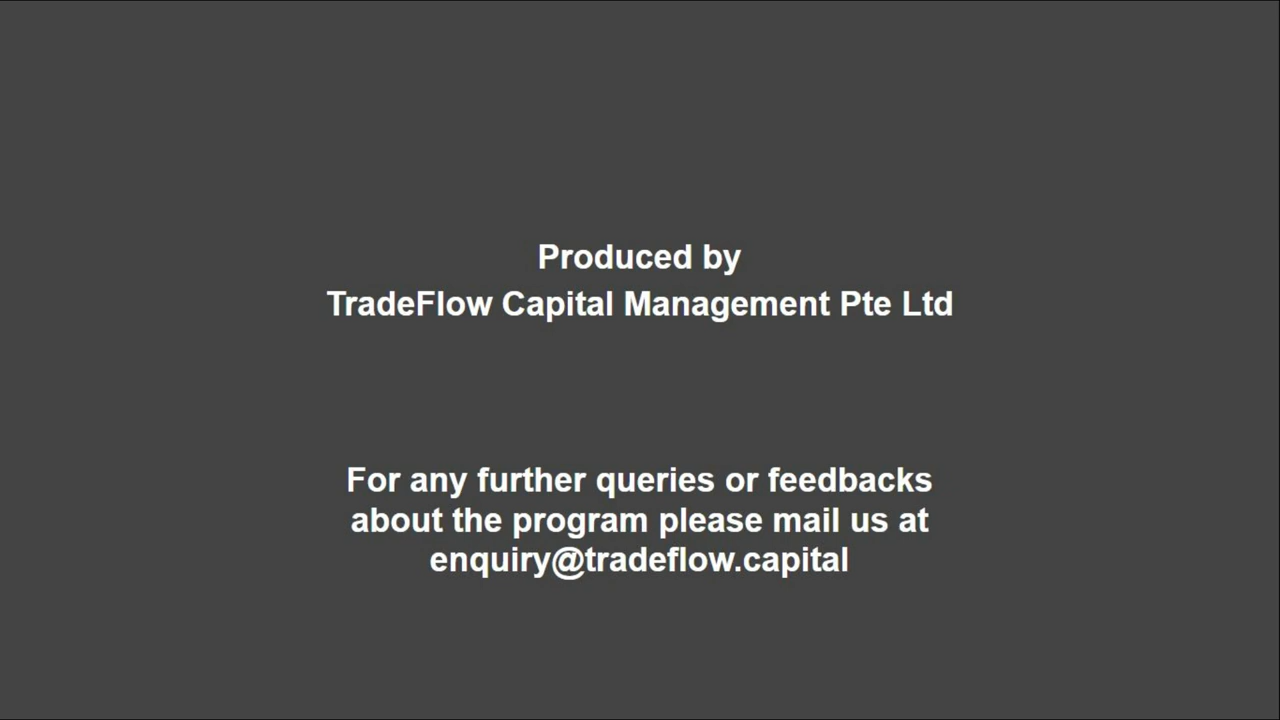 Produced by
TradeFlow Capital Management Pte Ltd
For any further queries or feedbacks
about the program please mail us at
enquiry@tradeflow.capital